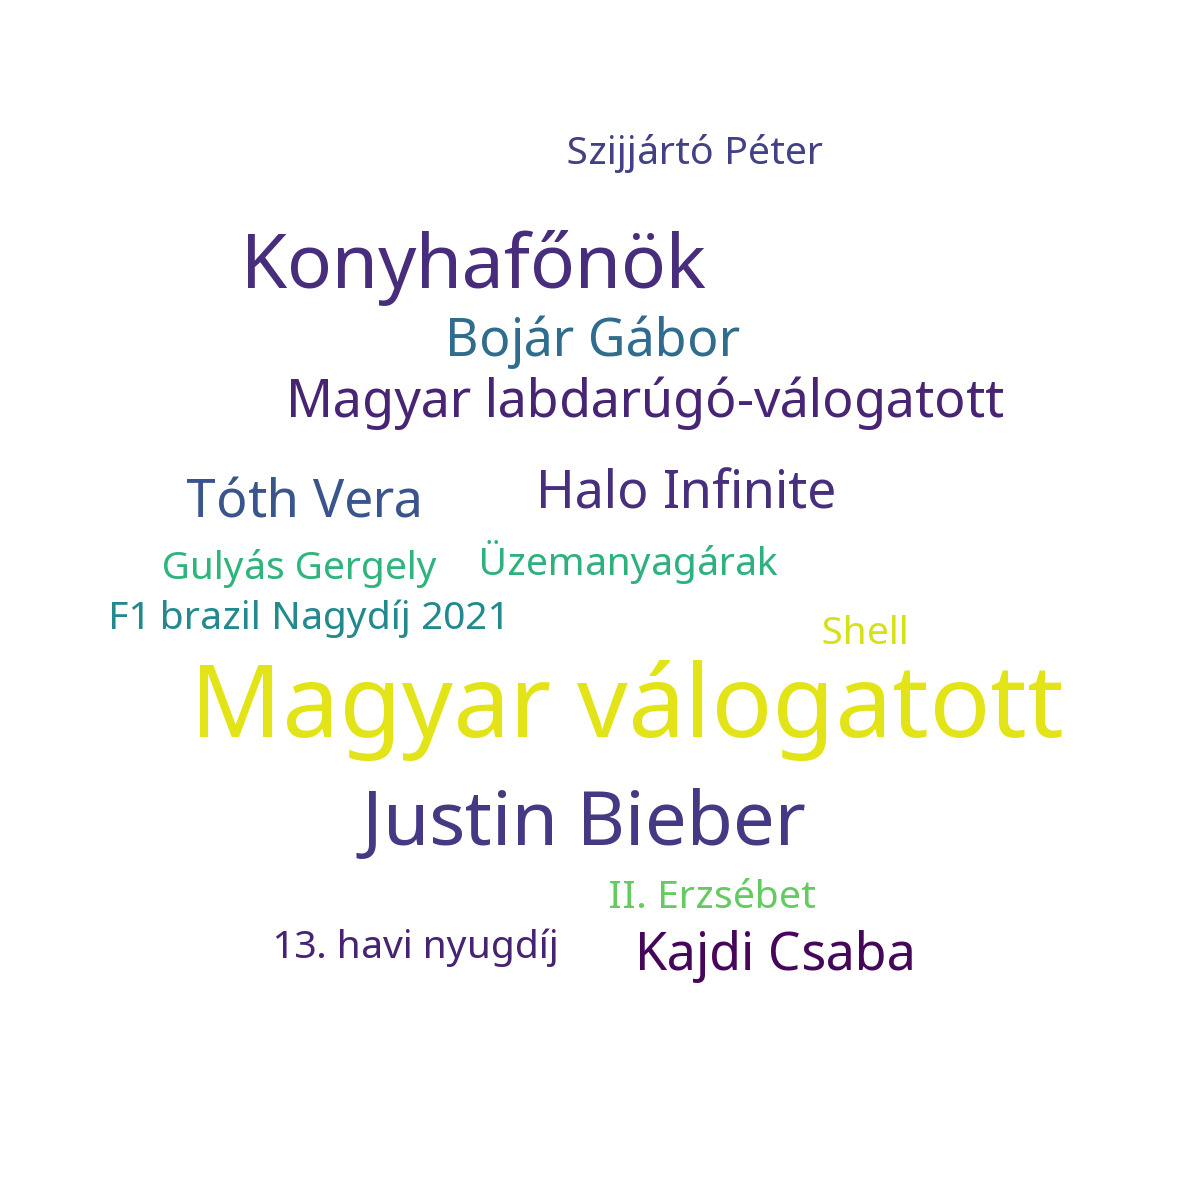 Szijjártó Péter
Konyhafőnök
Bojár Gábor
Magyar labdarúgó-válogatott
Tóth Vera
Halo Infinite
Gulyás Gergely
Üzemanyagárak
F1 brazil Nagydíj 2021
Shell
Magyar válogatott
Justin Bieber
II. Erzsébet
13. havi nyugdíj
Kajdi Csaba